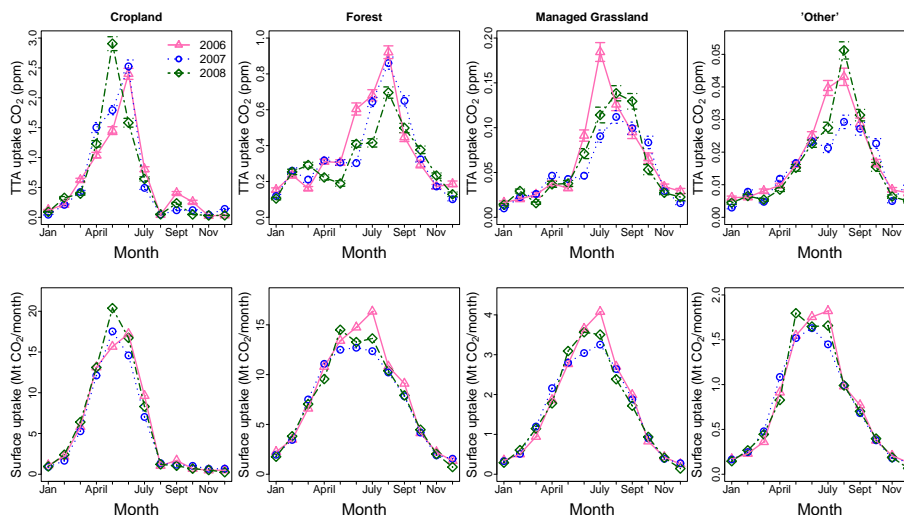 Cropland
Forest
Managed Grassland
'Other'
TTA uptake CO2 (ppm)
0.0 0.5 1.0 1.5 2.0 2.5 3.0
2006
2007
2008
Jan April July Sept Nov
Month
TTA uptake CO2 (ppm)
0.0 0.2 0.4 0.6 0.8 1.0
Jan April July Sept Nov
Month
TTA uptake CO2 (ppm)
0.00 0.05 0.10 0.15 0.20
Jan April July Sept Nov
Month
TTA uptake CO2 (ppm)
0.00 0.01 0.02 0.03 0.04 0.05
Jan April July Sept Nov
Month
Surface uptake (Mt CO2/month)
0 5 10 15 20
Jan April July Sept Nov
Month
Surface uptake (Mt CO2/month)
0 5 10 15
Jan April July Sept Nov
Month
Surface uptake (Mt CO2/month)
0 1 2 3 4
Jan April July Sept Nov
Month
Surface uptake (Mt CO2/month)
0.0 0.5 1.0 1.5 2.0
Jan April July Sept Nov
Month